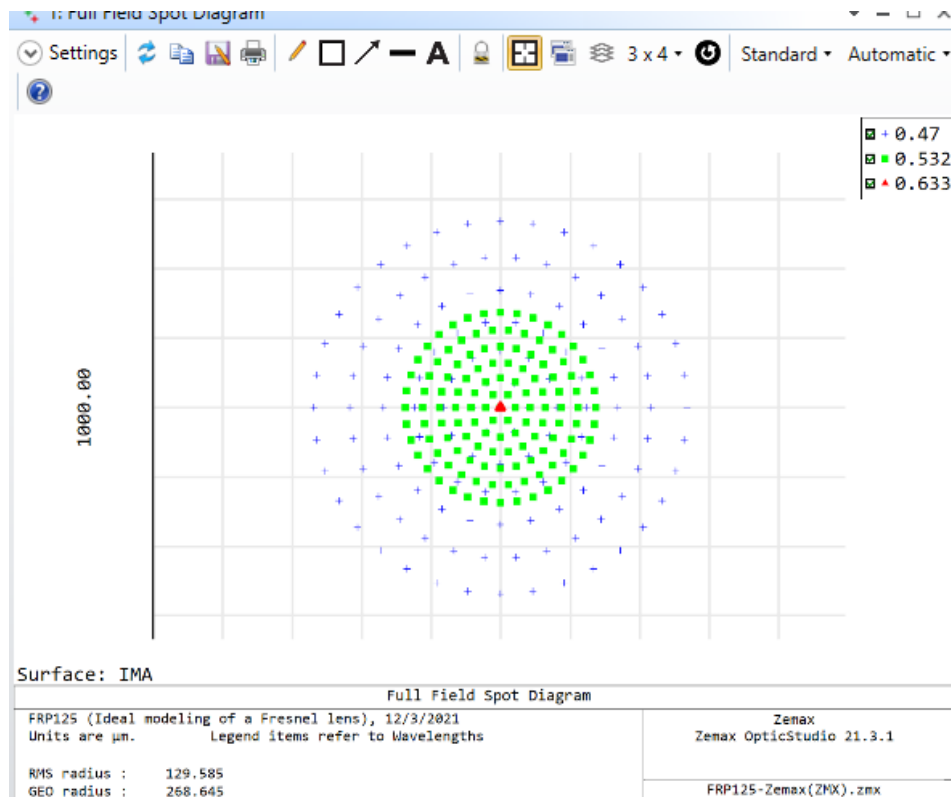 1: Full Field Spot Diagram
Settings A 3 x 4 Standard Automatic
0.47
0.532
0.633
1000.00
Surface: IMA
Full Field Spot Diagram
FRP125 (Ideal modeling of a Fresnel lens), 12/3/2021
Units are µm. Legend items refer to Wavelengths
RMS radius : 129.585
GEO radius : 268.645
Zemax
Zemax OpticStudio 21.3.1
FRP125-Zemax(ZMX).zmx